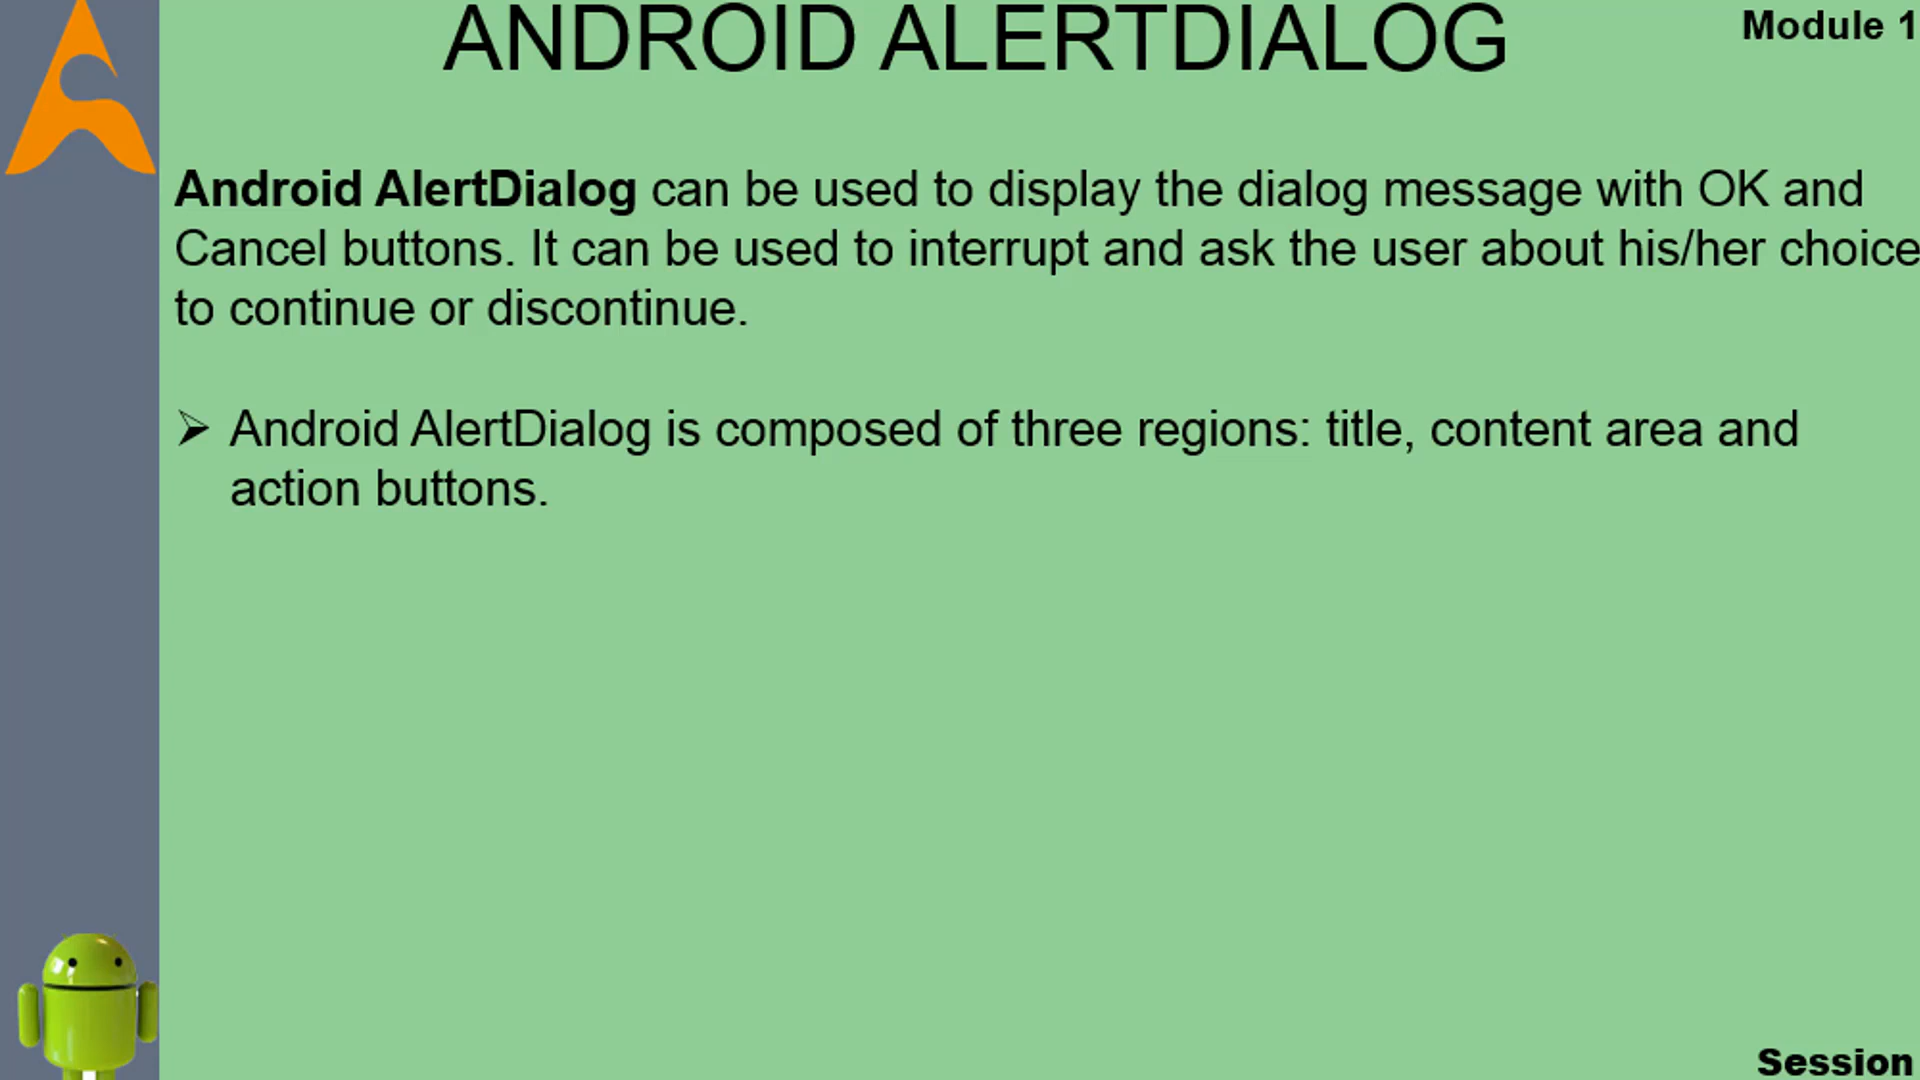 ANDROID ALERTDIALOG
Module 1
Android AlertDialog can be used to display the dialog message with OK and
Cancel buttons. It can be used to interrupt and ask the user about his/her choice
to continue or discontinue.
➢ Android AlertDialog is composed of three regions: title, content area and
action buttons.
Session